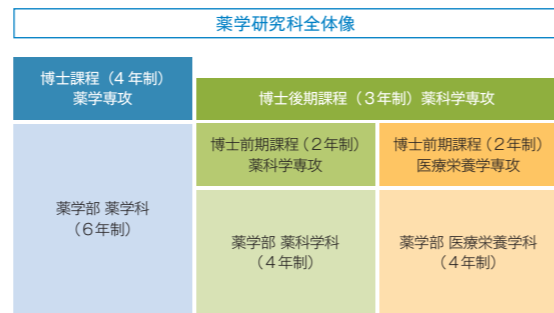 薬学研究科全体像
博士課程（4年制）
薬学専攻
博士後期課程（3年制）薬科学専攻
博士前期課程（2年制）
薬科学専攻
博士前期課程（2年制）
医療栄養学専攻
薬学部 薬学科
（6年制）
薬学部 薬科学科
（4年制）
薬学部 医療栄養学科
（4年制）